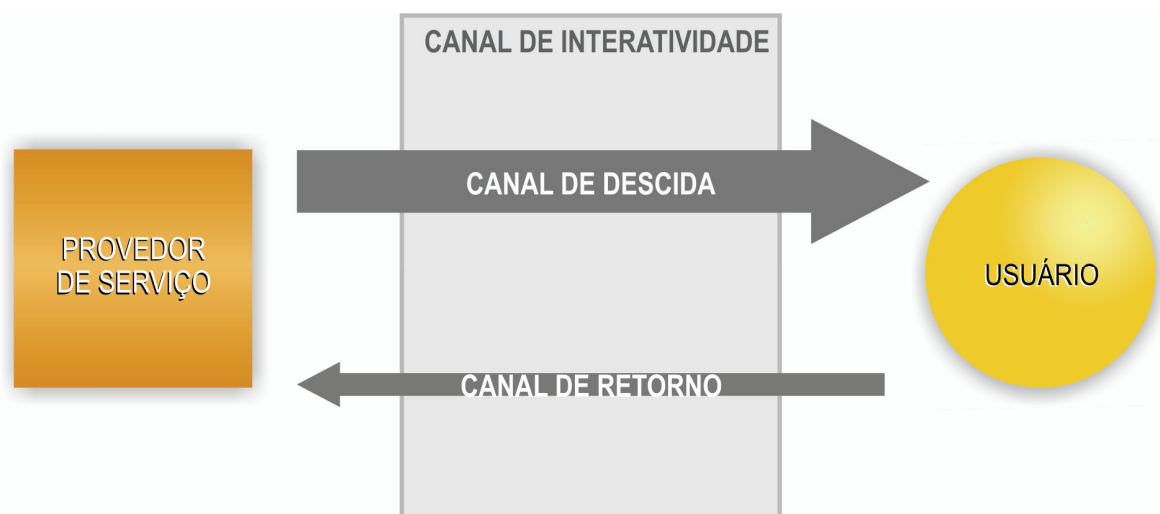 CANAL DE INTERATIVIDADE
CANAL DE DESCIDA
PROVEDOR
DE SERVIÇO
USUÁRIO
CANAL DE RETORNO